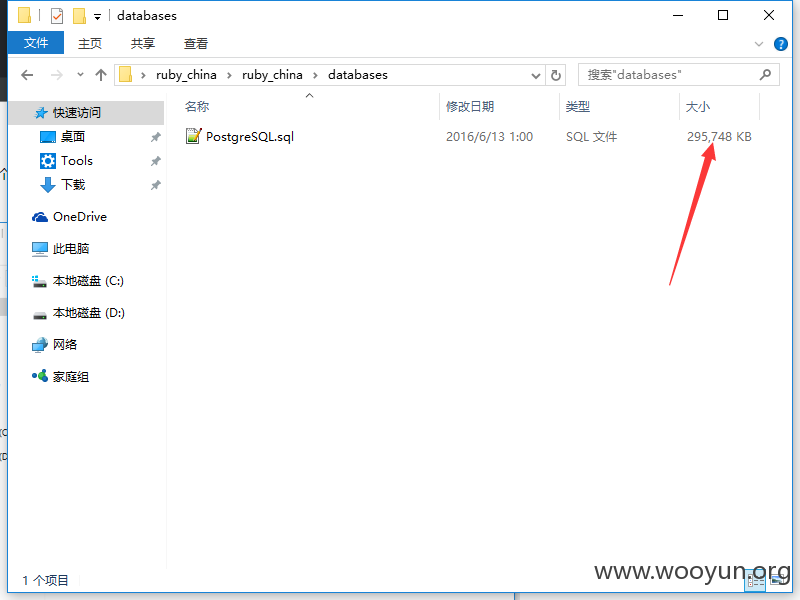 databases
文件 主页 共享 查看
ruby_china ruby_china databases 搜索"databases"
名称 修改日期 类型 大小
快速访问
PostgreSQL.sql 2016/6/13 1:00 SQL 文件 295,748 KB
桌面
Tools
下载
OneDrive
此电脑
本地磁盘 (C:)
本地磁盘 (D:)
网络
家庭组
1 个项目
www.wooyun.org